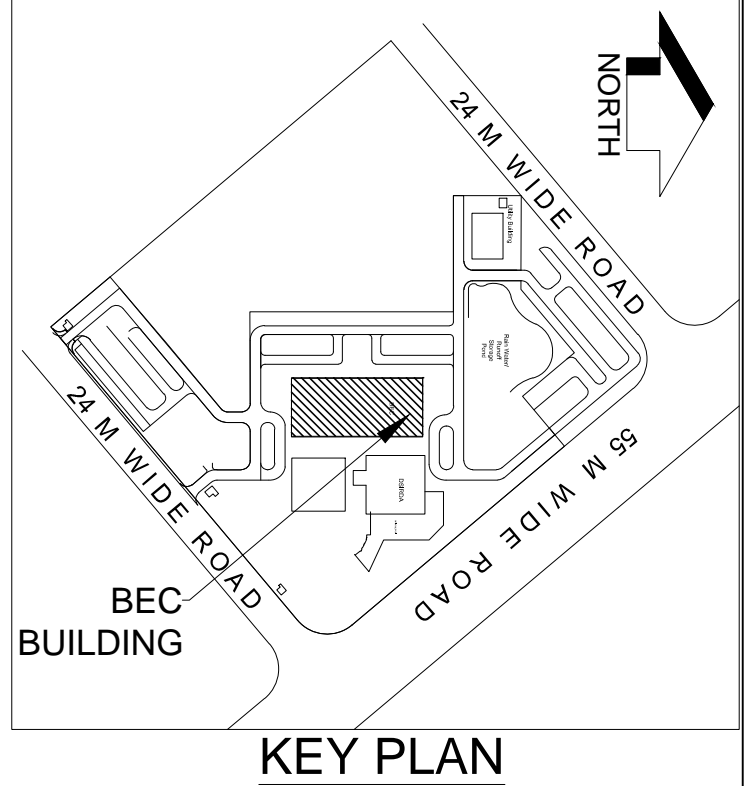 NORTH
24 M WIDE ROAD
Utility Building
Rain Water/
Runoff
Storage
Pond
24 M WIDE ROAD
55 M WIDE ROAD
DSIRDA
BEC
BUILDING
KEY PLAN